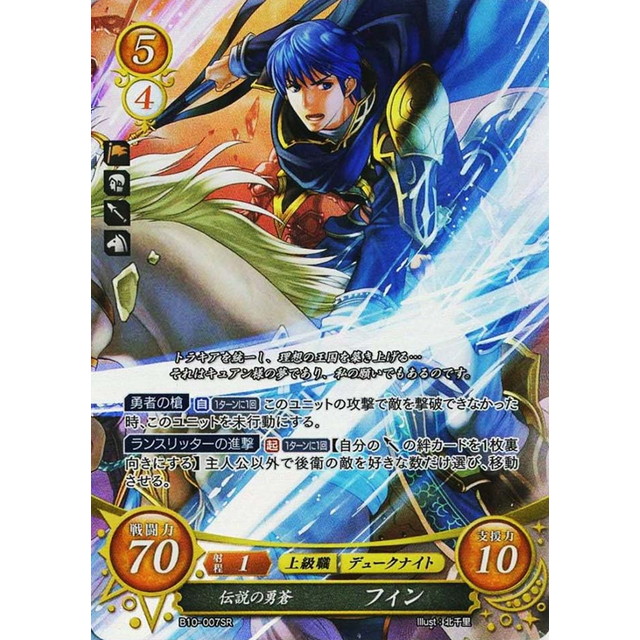 5
4
トラキアを統一し、理想の王国を築き上げる…
それはキュアン様の夢であり、私の願いでもあるのです。
勇者の槍 自 1ターンに1回 このユニットの攻撃で敵を撃破できなかった
時、このユニットを未行動にする。
ランスリッターの進撃 起 1ターンに1回 【自分の の絆カードを1枚裏
向きにする】主人公以外で後衛の敵を好きな数だけ選び、移動
させる。
戦闘力 支援力
70 射程 1 上級職 デュークナイト 10
伝説の勇蒼 フィン
B10-007SR Illust:北千里